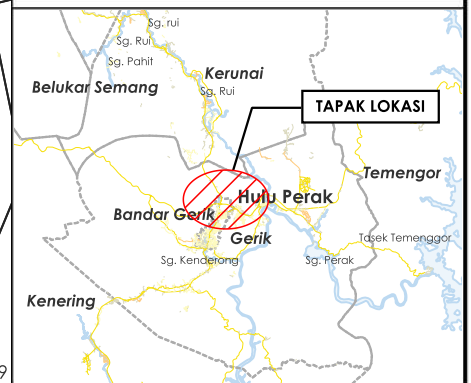 Sg. rui
Sg. Rui
Sg. Pahit
Kerunai
Belukar Semang
Sg. Rui
TAPAK LOKASI
Temengor
Hulu Perak
Bandar Gerik
Gerik
Tasek Temenggor
Sg. Kenderong
Sg. Perak
Kenering
9